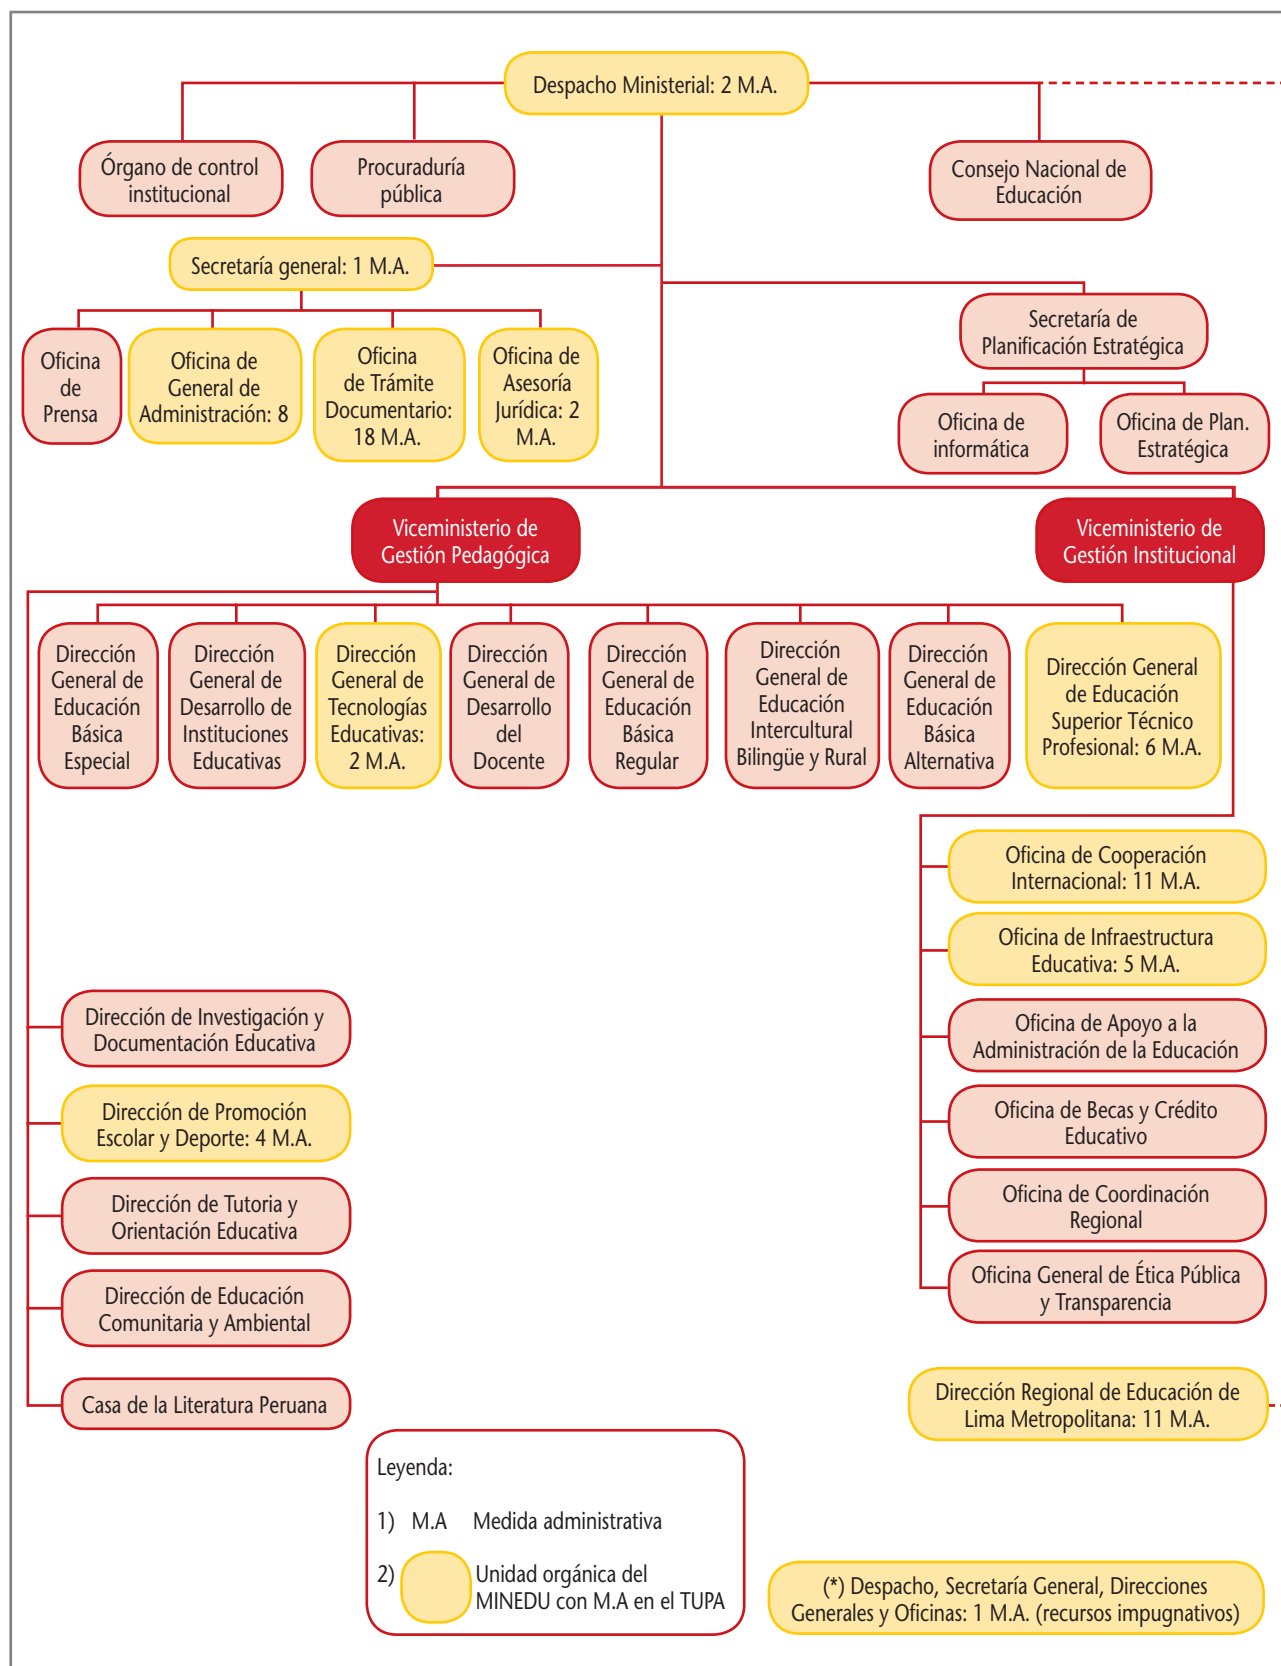 Despacho Ministerial: 2 M.A.
Órgano de control
institucional
Procuraduría
pública
Consejo Nacional de
Educación
Secretaría general: 1 M.A.
Secretaría de
Planificación Estratégica
Oficina
de
Prensa
Oficina de
General de
Administración: 8
Oficina
de Trámite
Documentario:
18 M.A.
Oficina de
Asesoría
Jurídica: 2
M.A.
Oficina de
informática
Oficina de Plan.
Estratégica
Viceministerio de
Gestión Pedagógica
Viceministerio de
Gestión Institucional
Dirección
General de
Educación
Básica
Especial
Dirección
General de
Desarrollo de
Instituciones
Educativas
Dirección
General de
Tecnologías
Educativas:
2 M.A.
Dirección
General de
Desarrollo
del
Docente
Dirección
General de
Educación
Básica
Regular
Dirección
General de
Educación
Intercultural
Bilingüe y Rural
Dirección
General de
Educación
Básica
Alternativa
Dirección General
de Educación
Superior Técnico
Profesional: 6 M.A.
Oficina de Cooperación
Internacional: 11 M.A.
Oficina de Infraestructura
Educativa: 5 M.A.
Oficina de Apoyo a la
Administración de la Educación
Oficina de Becas y Crédito
Educativo
Oficina de Coordinación
Regional
Oficina General de Ética Pública
y Transparencia
Dirección de Investigación y
Documentación Educativa
Dirección de Promoción
Escolar y Deporte: 4 M.A.
Dirección de Tutoria y
Orientación Educativa
Dirección de Educación
Comunitaria y Ambiental
Casa de la Literatura Peruana
Dirección Regional de Educación de
Lima Metropolitana: 11 M.A.
Leyenda:
1) M.A Medida administrativa
2) Unidad orgánica del
MINEDU con M.A en el TUPA
(*) Despacho, Secretaría General, Direcciones
Generales y Oficinas: 1 M.A. (recursos impugnativos)